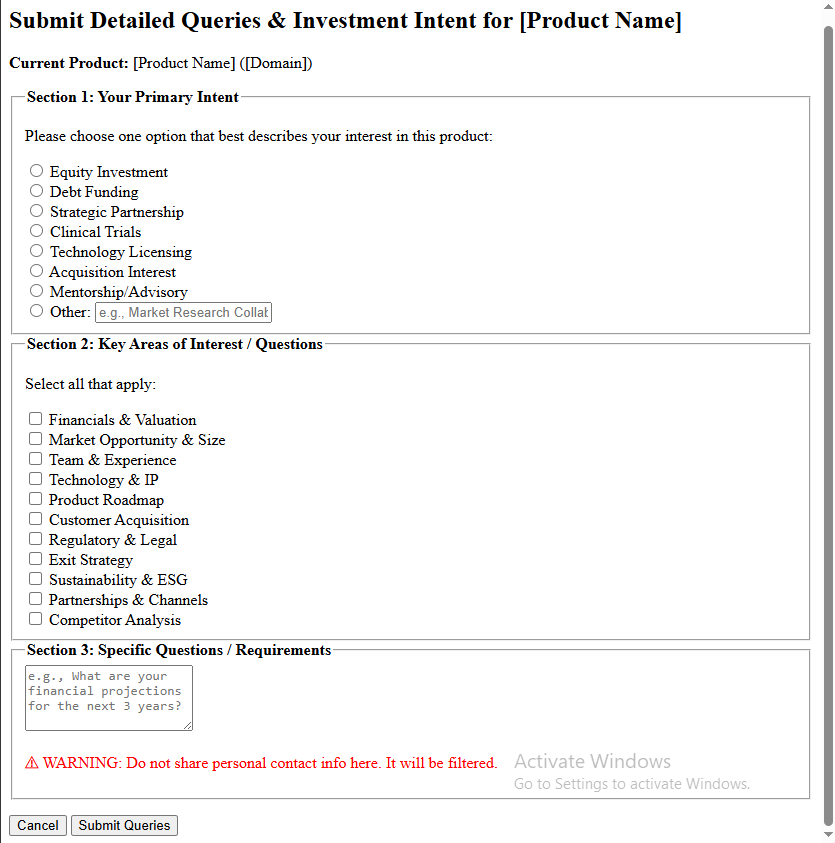 Submit Detailed Queries & Investment Intent for [Product Name]
Current Product: [Product Name] ([Domain])
Section 1: Your Primary Intent
Please choose one option that best describes your interest in this product:
Equity Investment
Debt Funding
Strategic Partnership
Clinical Trials
Technology Licensing
Acquisition Interest
Mentorship/Advisory
Other: e.g., Market Research Collab
Section 2: Key Areas of Interest / Questions
Select all that apply:
Financials & Valuation
Market Opportunity & Size
Team & Experience
Technology & IP
Product Roadmap
Customer Acquisition
Regulatory & Legal
Exit Strategy
Sustainability & ESG
Partnerships & Channels
Competitor Analysis
Section 3: Specific Questions / Requirements
e.g., What are your
financial projections
for the next 3 years?
⚠ WARNING: Do not share personal contact info here. It will be filtered.
Activate Windows
Go to Settings to activate Windows.
Cancel Submit Queries